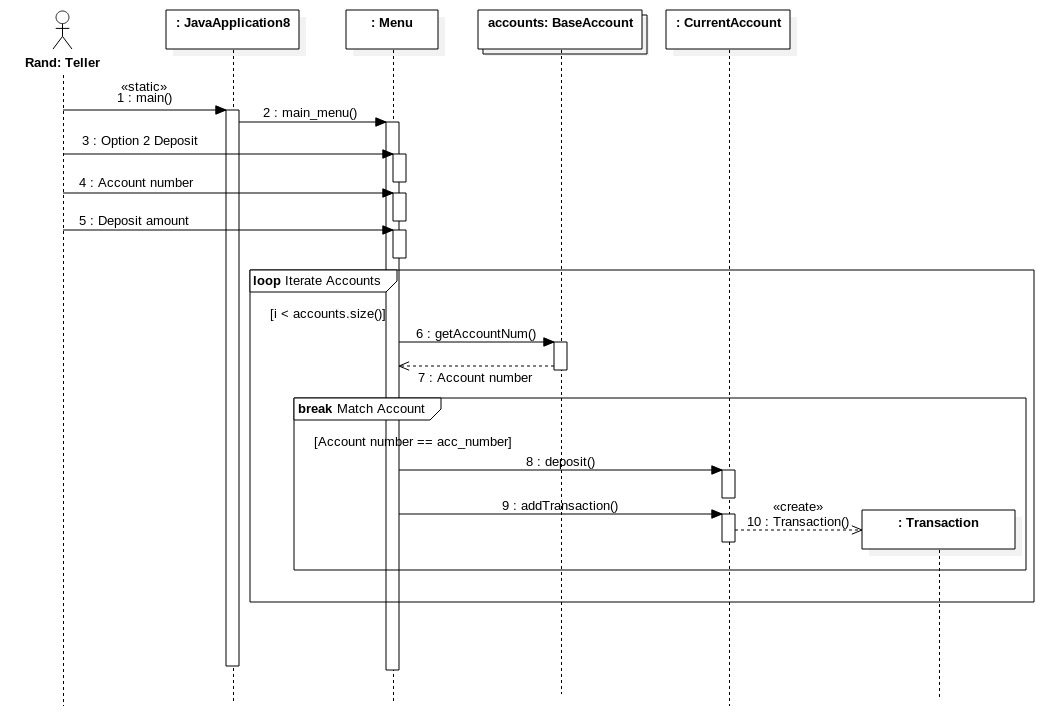 : JavaApplication8
: Menu
accounts: BaseAccount
: CurrentAccount
Rand: Teller
«static»
1 : main()
2 : main_menu()
3 : Option 2 Deposit
4 : Account number
5 : Deposit amount
loop Iterate Accounts
[i < accounts.size()]
6 : getAccountNum()
7 : Account number
break Match Account
[Account number == acc_number]
8 : deposit()
9 : addTransaction()
«create»
10 : Transaction()
: Transaction